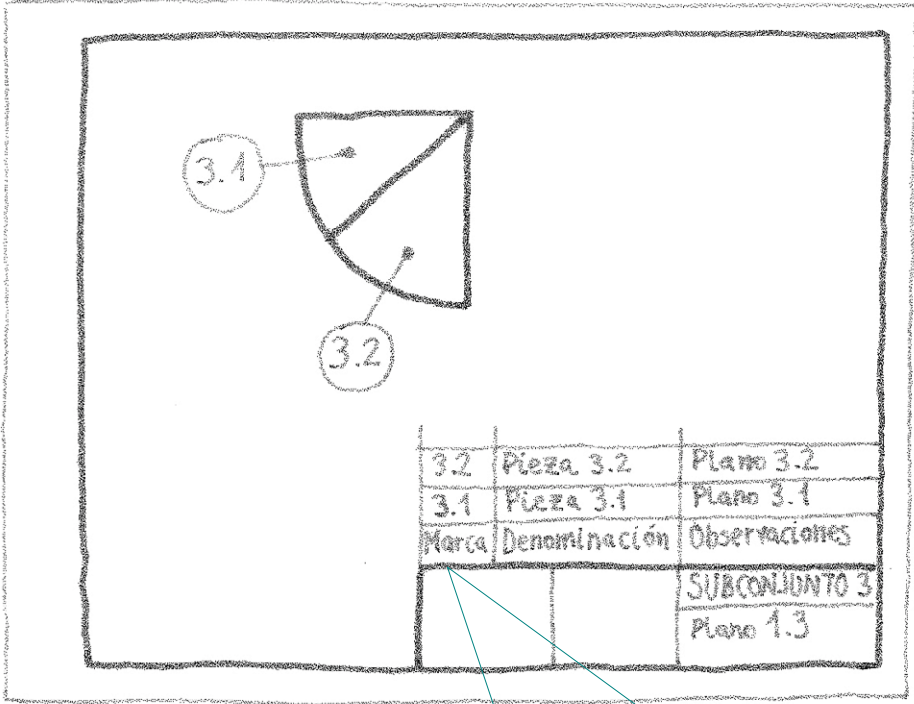 3.1
3.2
3.2 Pieza 3.2 Plano 3.2
3.1 Pieza 3.1 Plano 3.1
Marca Denominación Observaciones
SUBCONJUNTO 3
Plano 1.3